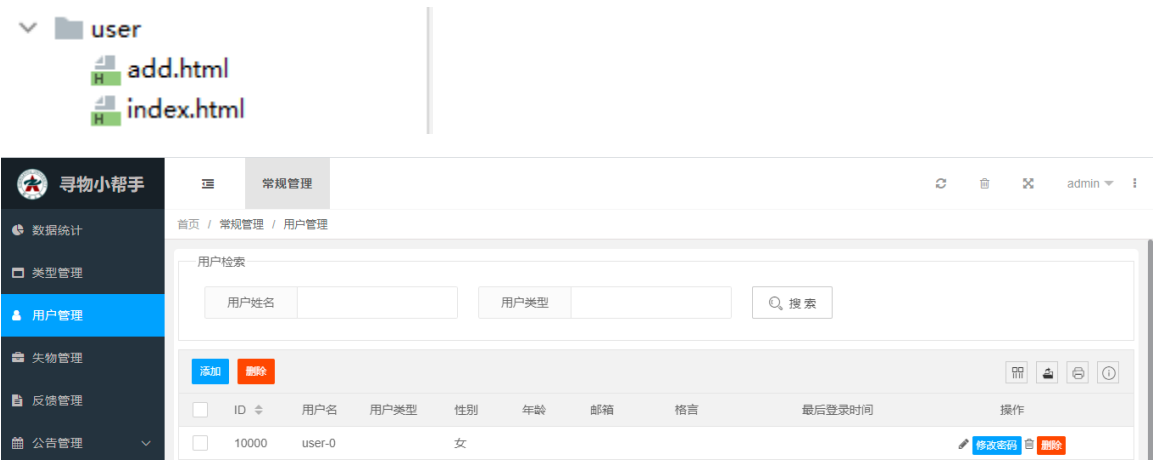 user
add.html
index.html
寻物小帮手
常规管理
admin
首页 / 常规管理 / 用户管理
数据统计
类型管理
用户管理
失物管理
反馈管理
公告管理
用户检索
用户姓名
用户类型
搜索
添加
删除
ID
用户名
用户类型
性别
年龄
邮箱
格言
最后登录时间
操作
10000
user-0
女
修改密码
删除